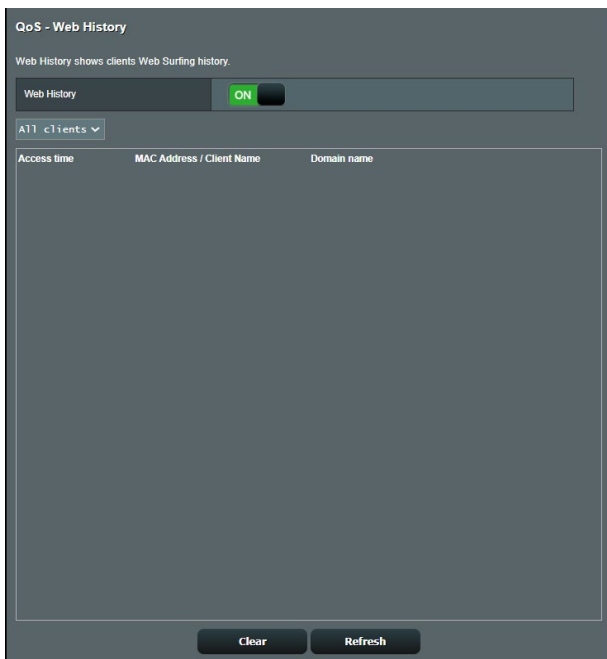 QoS - Web History
Web History shows clients Web Surfing history.
Web History
ON
All clients
Access time MAC Address / Client Name Domain name
Clear Refresh